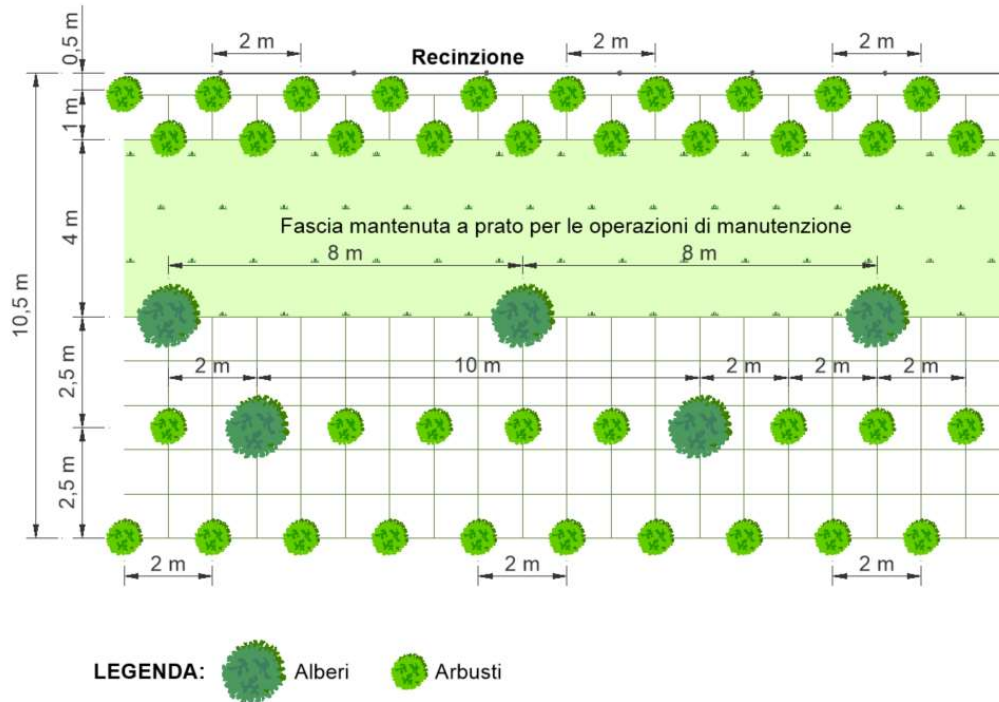 0,5 m
2 m
2 m
2 m
Recinzione
1 m
4 m
Fascia mantenuta a prato per le operazioni di manutenzione
8 m
8 m
10,5 m
2,5 m
2 m
10 m
2 m
2 m
2 m
2,5 m
2 m
2 m
2 m
LEGENDA:
Alberi
Arbusti